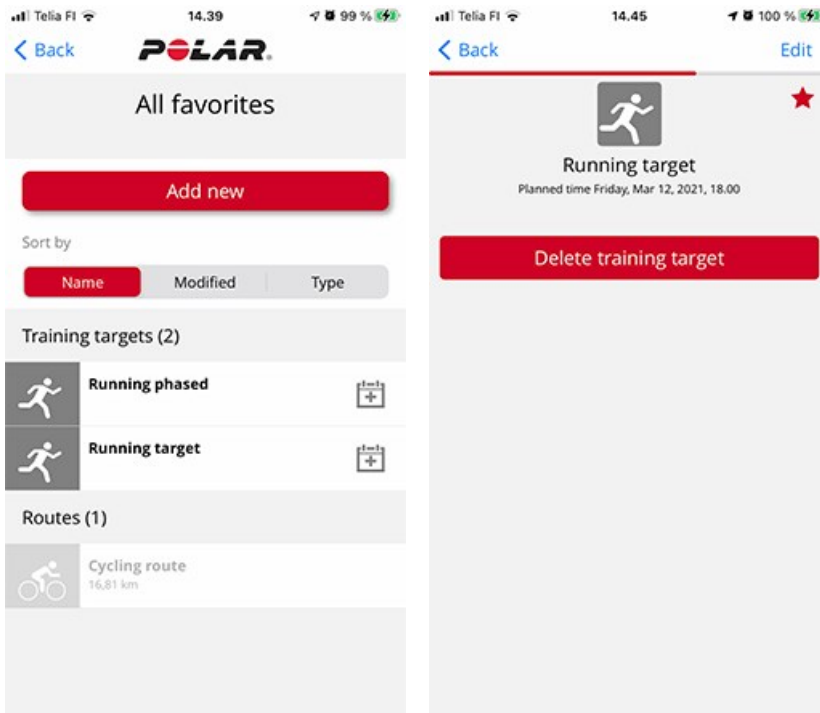 Telia FI 14.39 99 %
Back POLAR.
All favorites
Add new
Sort by
Name Modified Type
Training targets (2)
Running phased
Running target
Routes (1)
Cycling route
16,81 km
Telia FI 14.45 100 %
Back Edit
Running target
Planned time Friday, Mar 12, 2021, 18.00
Delete training target